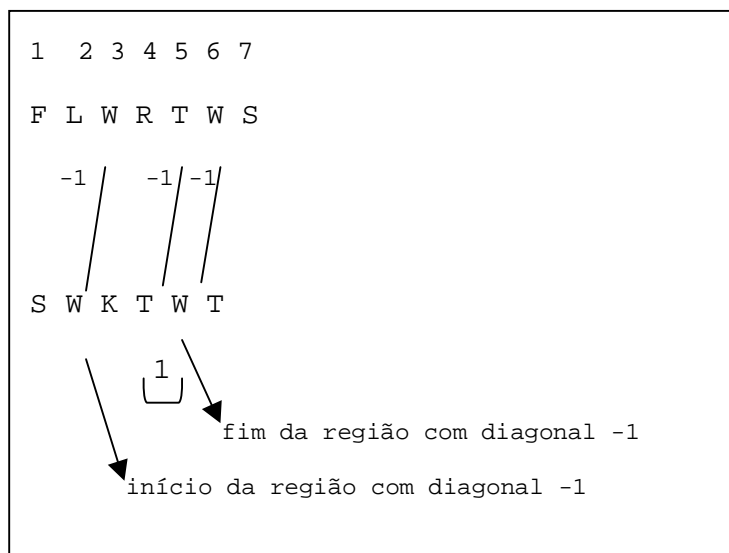 1 2 3 4 5 6 7
F L W R T W S
-1 -1 -1
S W K T W T
1
fim da região com diagonal -1
início da região com diagonal -1